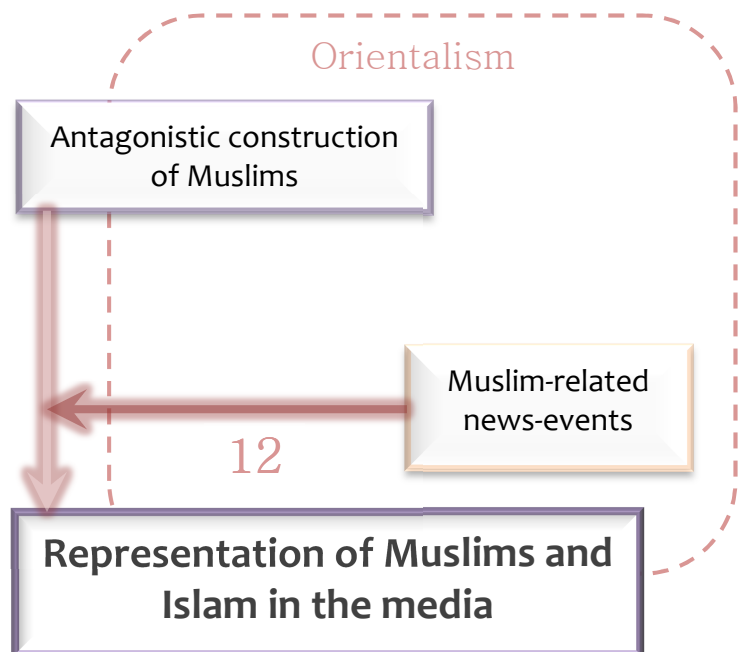 Orientalism
Antagonistic construction
of Muslims
Muslim-related
news-events
12
Representation of Muslims and
Islam in the media